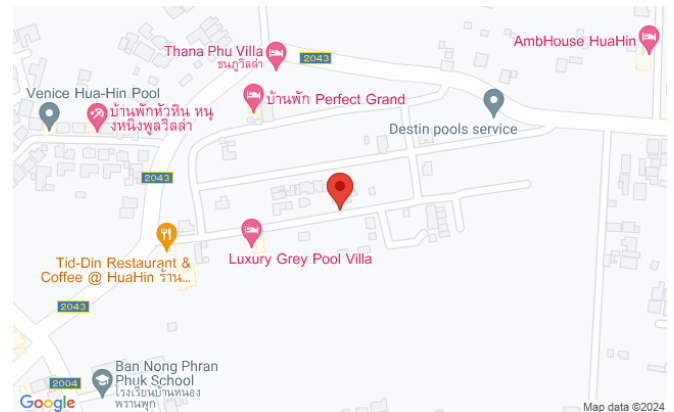 Thana Phu Villa
ธนภูวิลล่า
2043
AmbHouse HuaHin
Venice Hua-Hin Pool
บ้านพักหัวหิน หนุ
งหนิงพูลวิลล่า
บ้านพัก Perfect Grand
Destin pools service
2043
Tid-Din Restaurant &
Coffee @ HuaHin ร้าน...
Luxury Grey Pool Villa
2043
2004
Ban Nong Phran
Phuk School
โรงเรียนบ้านหนอง
พรานพุก
Google
Map data ©2024